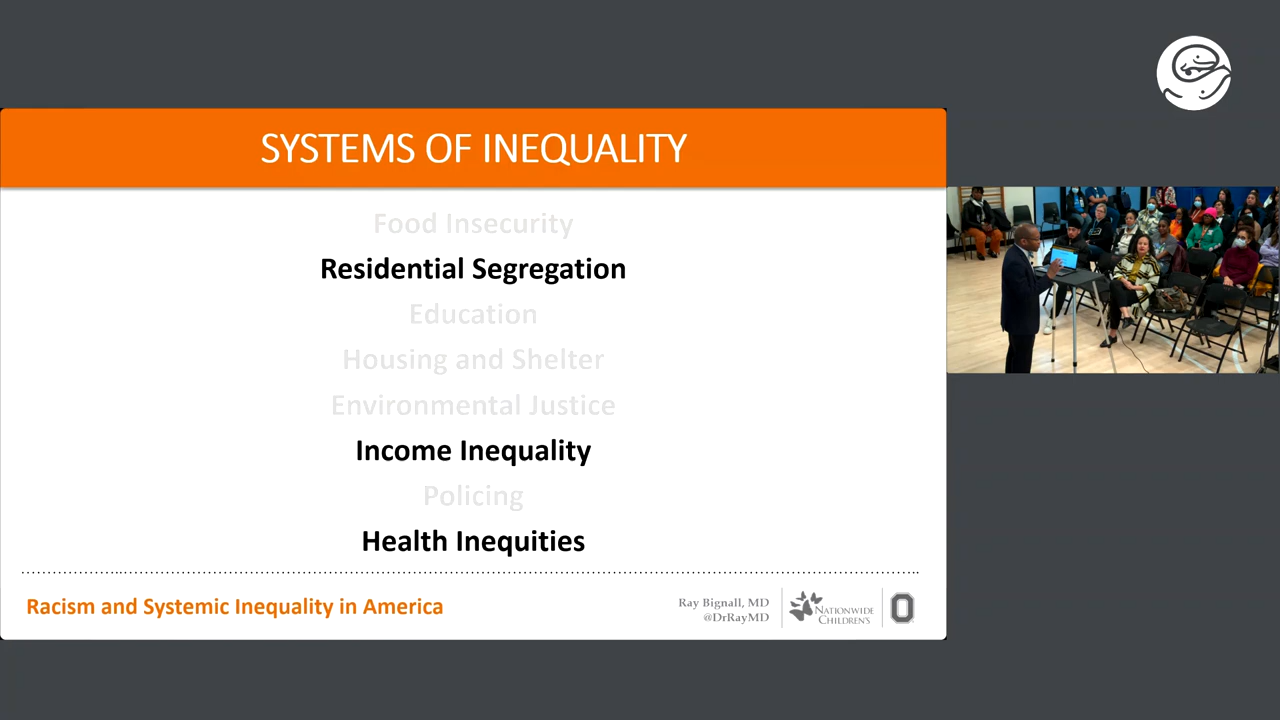 SYSTEMS OF INEQUALITY
Food Insecurity
Residential Segregation
Education
Housing and Shelter
Environmental Justice
Income Inequality
Policing
Health Inequities
Racism and Systemic Inequality in America
Ray Bignall, MD
@DrRayMD
NATIONWIDE
CHILDREN'S
O